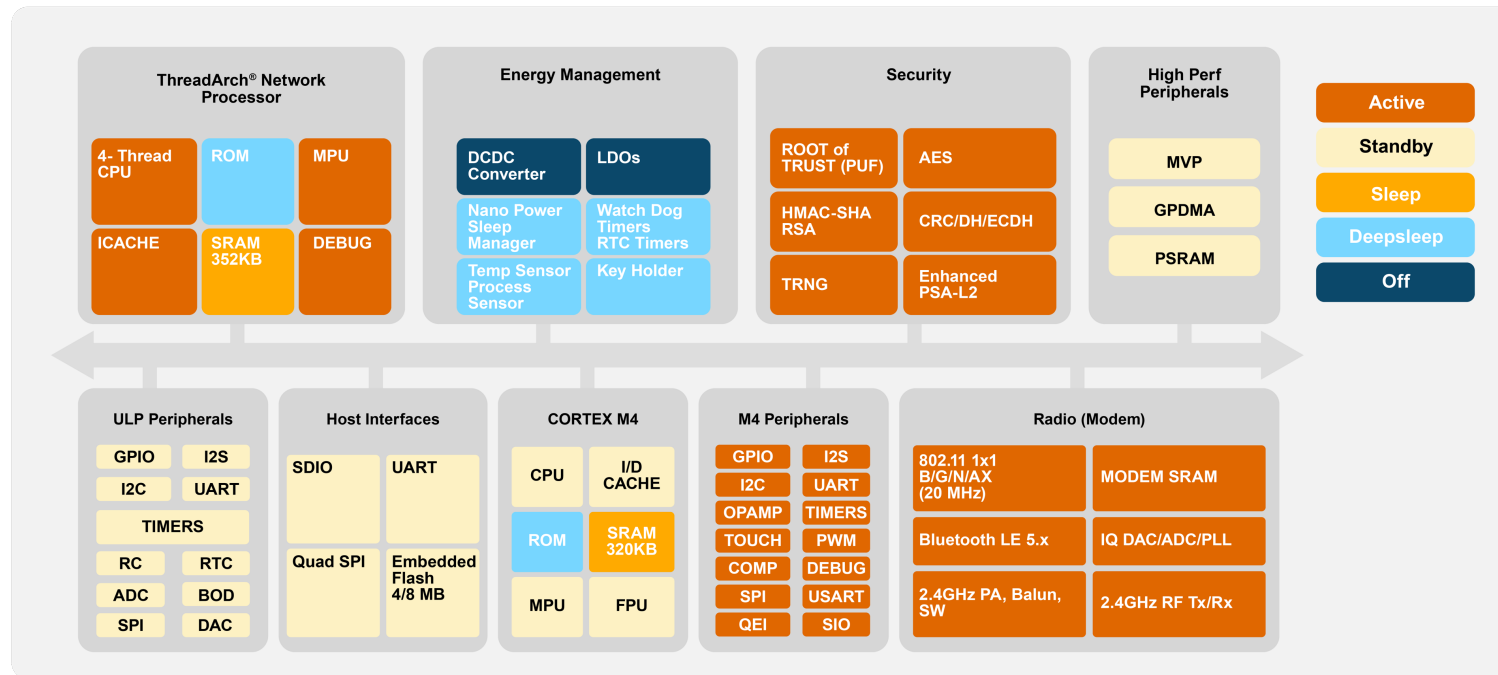 ThreadArch® Network
Processor
4- Thread
CPU
ROM
MPU
ICACHE
SRAM
352KB
DEBUG
Energy Management
DCDC
Converter
LDOs
Nano Power
Sleep
Manager
Watch Dog
Timers
RTC Timers
Temp Sensor
Process
Sensor
Key Holder
Security
ROOT of
TRUST (PUF)
AES
HMAC-SHA
RSA
CRC/DH/ECDH
TRNG
Enhanced
PSA-L2
High Perf
Peripherals
MVP
GPDMA
PSRAM
Active
Standby
Sleep
Deepsleep
Off
ULP Peripherals
GPIO
I2S
I2C
UART
TIMERS
RC
RTC
ADC
BOD
SPI
DAC
Host Interfaces
SDIO
UART
Quad SPI
Embedded
Flash
4/8 MB
CORTEX M4
CPU
I/D
CACHE
ROM
SRAM
320KB
MPU
FPU
M4 Peripherals
GPIO
I2S
I2C
UART
OPAMP
TIMERS
TOUCH
PWM
COMP
DEBUG
SPI
USART
QEI
SIO
Radio (Modem)
802.11 1x1
B/G/N/AX
(20 MHz)
MODEM SRAM
Bluetooth LE 5.x
IQ DAC/ADC/PLL
2.4GHz PA, Balun,
SW
2.4GHz RF Tx/Rx